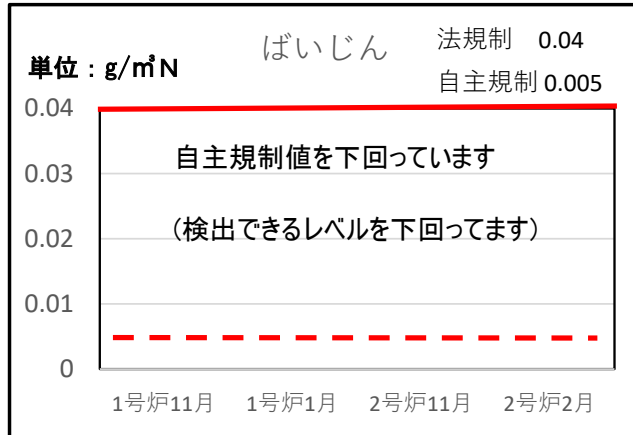 ばいじん
法規制 0.04
自主規制 0.005
単位：g/㎥N
0.04
0.03
0.02
0.01
0
自主規制値を下回っています
（検出できるレベルを下回ってます）
1号炉11月 1号炉1月 2号炉11月 2号炉2月